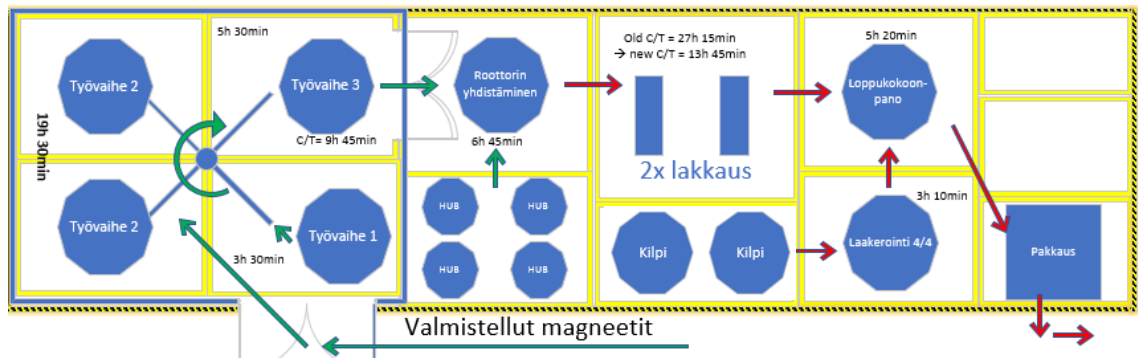 5h 30min
Työvaihe 2
Työvaihe 3
19h 30min
C/T= 9h 45min
Työvaihe 2
Työvaihe 1
3h 30min
Roottorin
yhdistäminen
6h 45min
HUB
HUB
HUB
HUB
Old C/T = 27h 15min
→ new C/T = 13h 45min
2x lakkaus
Kilpi
Kilpi
5h 20min
Loppukokoon-
pano
3h 10min
Laakerointi 4/4
Pakkaus
Valmistellut magneetit